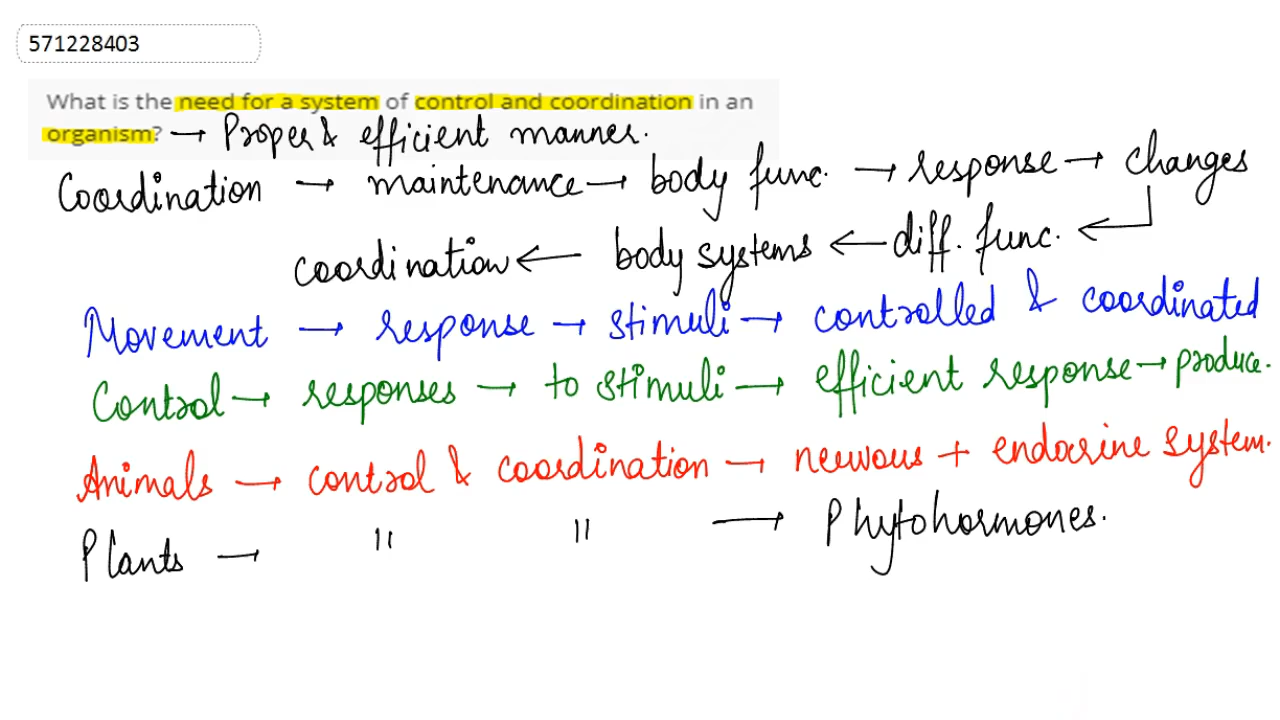 571228403
What is the need for a system of control and coordination in an
organism? → Proper & efficient manner.
Coordination → maintenance → body func. → response → changes
coordination ← body systems ← diff. func. ←
Movement → response → stimuli → controlled & coordinated
Control → responses → to stimuli → efficient response → produce.
Animals → control & coordination → nervous + endocrine system.
Plants → " " → Phytohormones.